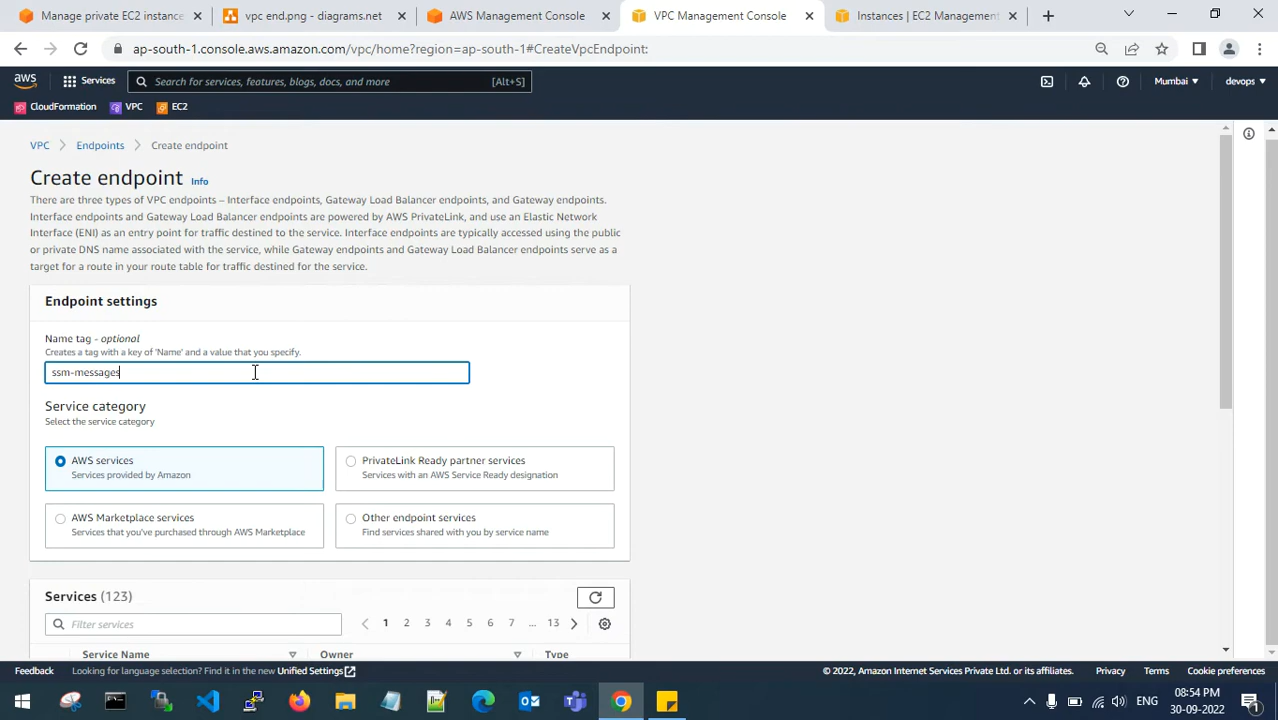 Manage private EC2 instance
vpc end.png - diagrams.net
AWS Management Console
VPC Management Console
Instances | EC2 Management
ap-south-1.console.aws.amazon.com/vpc/home?region=ap-south-1#CreateVpcEndpoint:
aws
Services
Search for services, features, blogs, docs, and more
[Alt+S]
Mumbai
devops
CloudFormation
VPC
EC2
VPC
Endpoints
Create endpoint
Create endpoint
Info
There are three types of VPC endpoints – Interface endpoints, Gateway Load Balancer endpoints, and Gateway endpoints.
Interface endpoints and Gateway Load Balancer endpoints are powered by AWS PrivateLink, and use an Elastic Network
Interface (ENI) as an entry point for traffic destined to the service. Interface endpoints are typically accessed using the public
or private DNS name associated with the service, while Gateway endpoints and Gateway Load Balancer endpoints serve as a
target for a route in your route table for traffic destined for the service.
Endpoint settings
Name tag - optional
Creates a tag with a key of 'Name' and a value that you specify.
ssm-messages
Service category
Select the service category
AWS services
Services provided by Amazon
PrivateLink Ready partner services
Services with an AWS Service Ready designation
AWS Marketplace services
Services that you've purchased through AWS Marketplace
Other endpoint services
Find services shared with you by service name
Services (123)
Filter services
1 2 3 4 5 6 7 ... 13
Service Name
Owner
Type
Feedback
Looking for language selection? Find it in the new Unified Settings
© 2022, Amazon Internet Services Private Ltd. or its affiliates.
Privacy
Terms
Cookie preferences
ENG
08:54 PM
30-09-2022
1